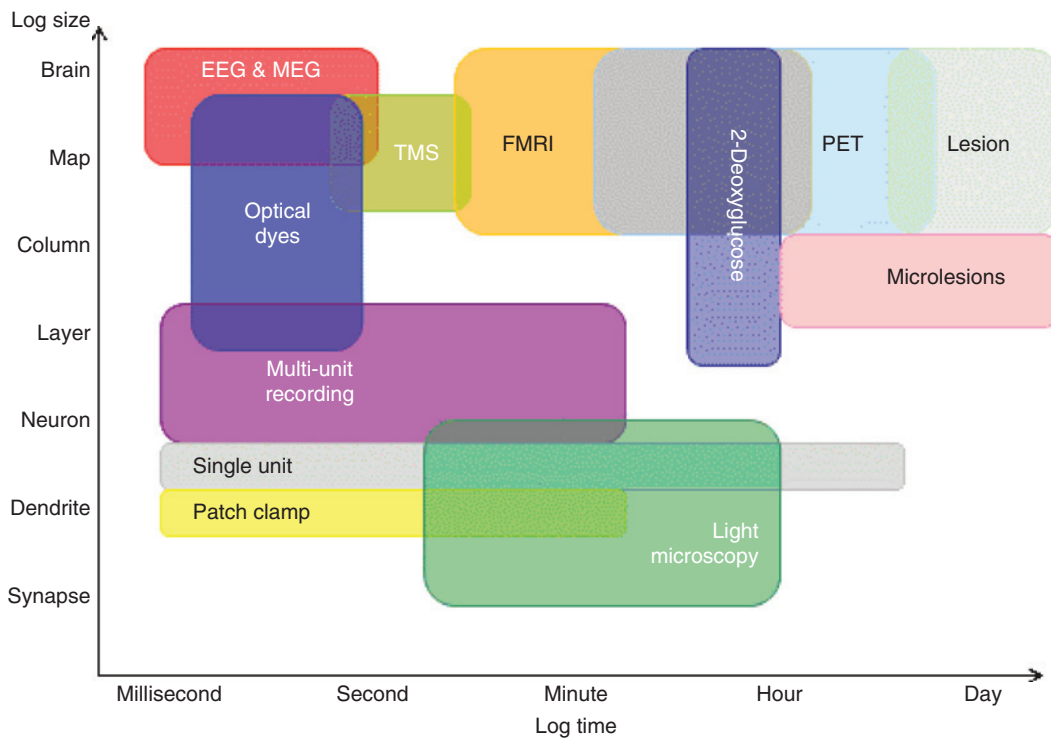 Log size
Brain
Map
Column
Layer
Neuron
Dendrite
Synapse
EEG & MEG
Optical
dyes
TMS
FMRI
2-Deoxyglucose
PET
Lesion
Microlesions
Multi-unit
recording
Single unit
Patch clamp
Light
microscopy
Millisecond
Second
Minute
Hour
Day
Log time